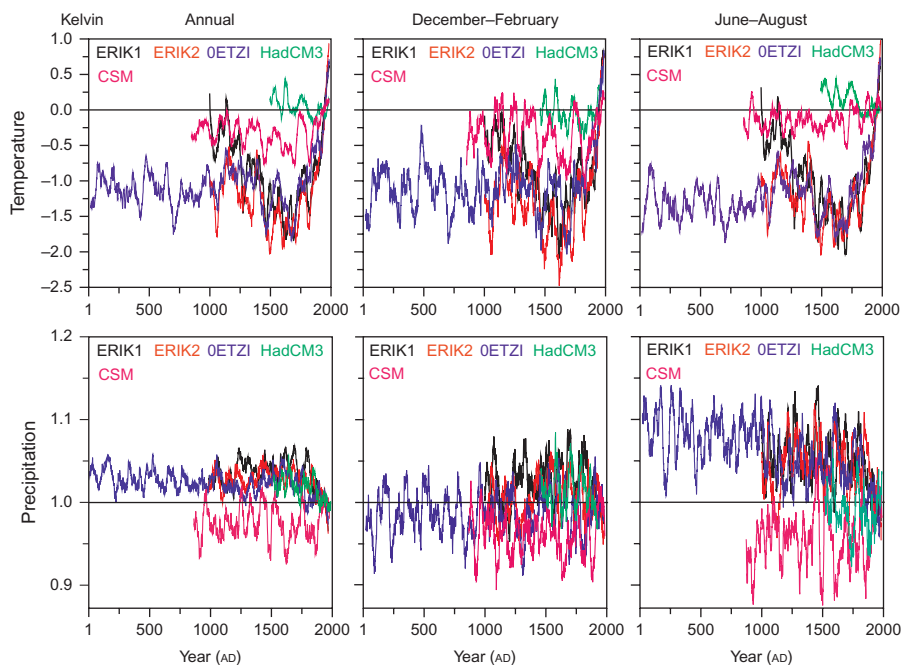 Kelvin Annual December–February June–August
1.0
ERIK1 ERIK2 0ETZI HadCM3
CSM
ERIK1 ERIK2 0ETZI HadCM3
CSM
ERIK1 ERIK2 0ETZI HadCM3
CSM
0.5
0.0
–0.5
–1.0
–1.5
–2.0
–2.5
Temperature
1 500 1000 1500 2000
1 500 1000 1500 2000
1 500 1000 1500 2000
1.2
ERIK1 ERIK2 0ETZI HadCM3
CSM
ERIK1 ERIK2 0ETZI HadCM3
CSM
ERIK1 ERIK2 0ETZI HadCM3
CSM
1.1
1.0
0.9
Precipitation
1 500 1000 1500 2000
1 500 1000 1500 2000
1 500 1000 1500 2000
Year (AD) Year (AD) Year (AD)